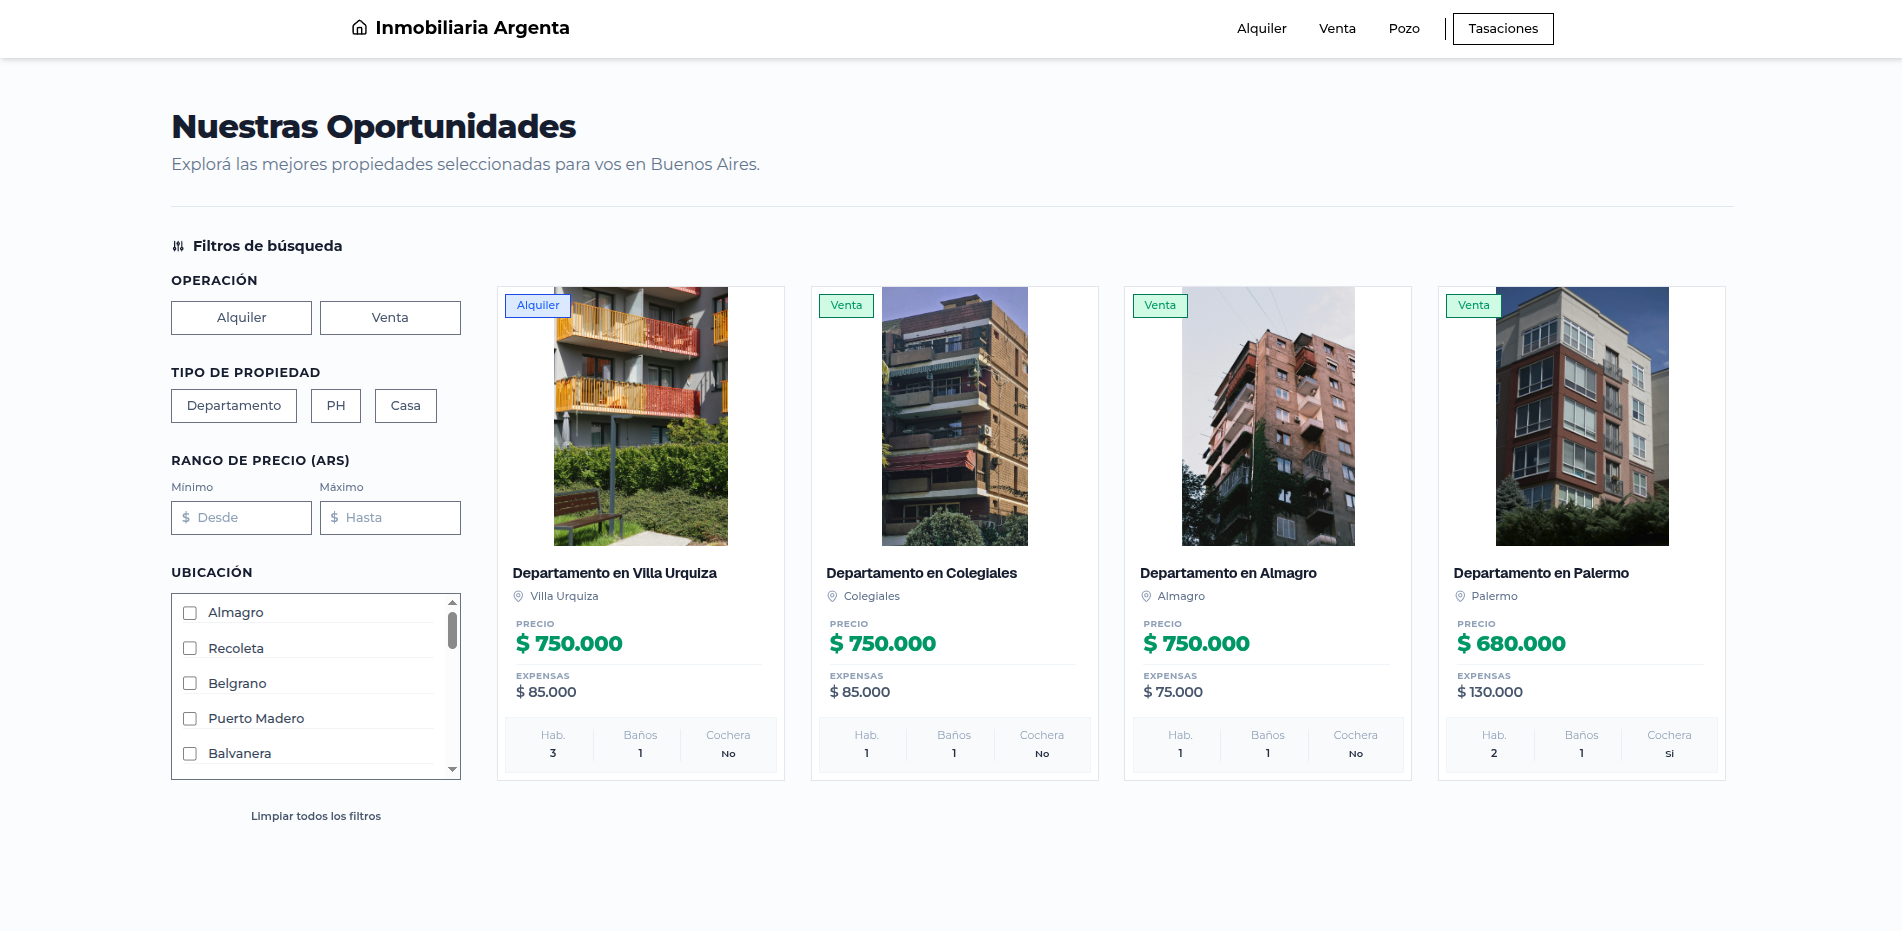 Inmobiliaria Argenta
Alquiler
Venta
Pozo
Tasaciones
Nuestras Oportunidades
Explorá las mejores propiedades seleccionadas para vos en Buenos Aires.
Filtros de búsqueda
OPERACIÓN
Alquiler
Venta
TIPO DE PROPIEDAD
Departamento
PH
Casa
RANGO DE PRECIO (ARS)
Mínimo
Máximo
$ Desde
$ Hasta
UBICACIÓN
Almagro
Recoleta
Belgrano
Puerto Madero
Balvanera
Limpiar todos los filtros
Alquiler
Departamento en Villa Urquiza
Villa Urquiza
PRECIO
$ 750.000
EXPENSAS
$ 85.000
Hab.
3
Baños
1
Cochera
No
Venta
Departamento en Colegiales
Colegiales
PRECIO
$ 750.000
EXPENSAS
$ 85.000
Hab.
1
Baños
1
Cochera
No
Venta
Departamento en Almagro
Almagro
PRECIO
$ 750.000
EXPENSAS
$ 75.000
Hab.
1
Baños
1
Cochera
No
Venta
Departamento en Palermo
Palermo
PRECIO
$ 680.000
EXPENSAS
$ 130.000
Hab.
2
Baños
1
Cochera
Si